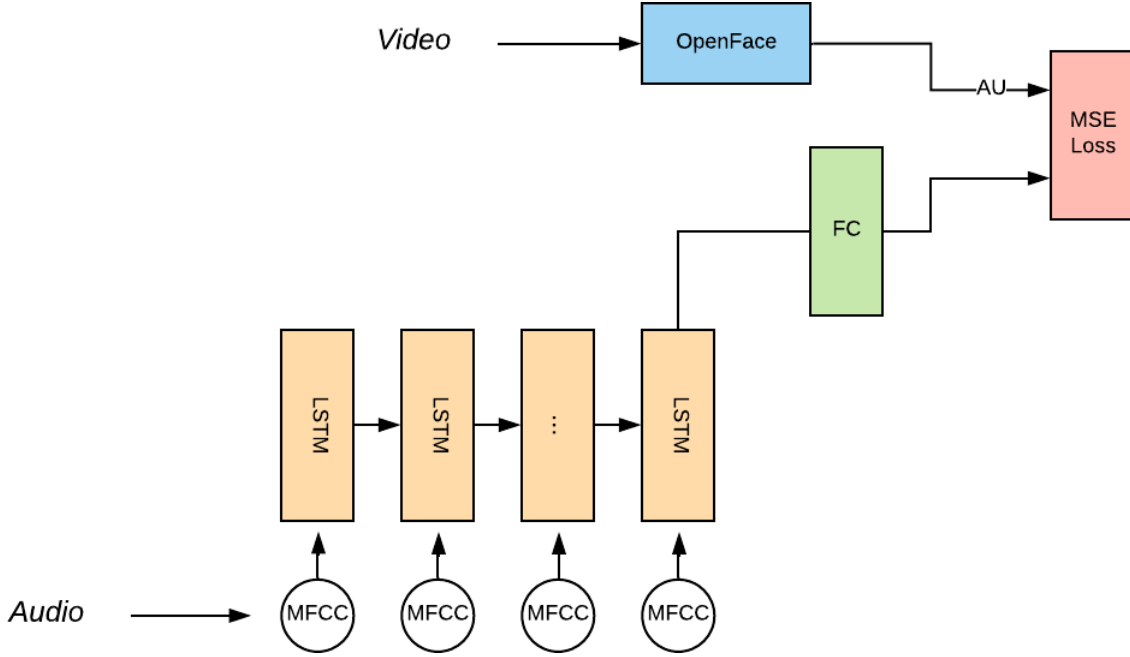 Video
OpenFace
AU
MSE
Loss
FC
LSTM
LSTM
...
LSTM
Audio
MFCC
MFCC
MFCC
MFCC